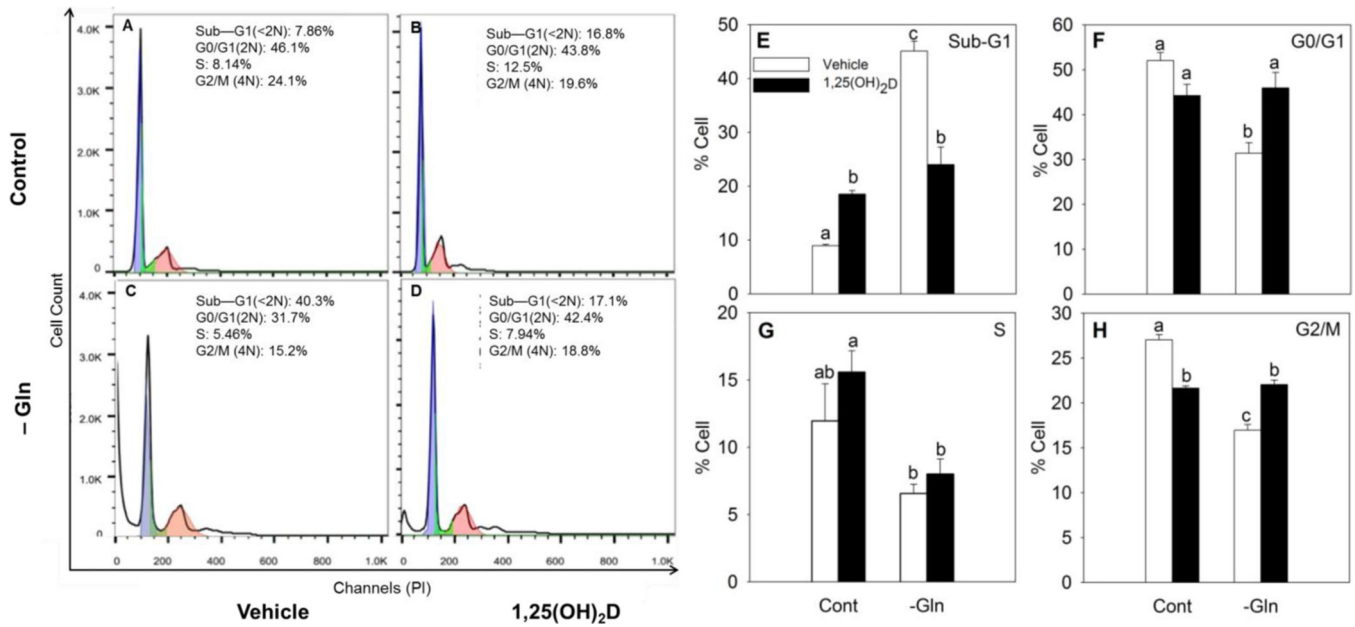 A
Sub—G1(<2N): 7.86%
G0/G1(2N): 46.1%
S: 8.14%
G2/M (4N): 24.1%
B
Sub—G1(<2N): 16.8%
G0/G1(2N): 43.8%
S: 12.5%
G2/M (4N): 19.6%
4.0K
3.0K
2.0K
1.0K
0
Control
C
Sub—G1(<2N): 40.3%
G0/G1(2N): 31.7%
S: 5.46%
G2/M (4N): 15.2%
D
Sub—G1(<2N): 17.1%
G0/G1(2N): 42.4%
S: 7.94%
G2/M (4N): 18.8%
4.0K
3.0K
2.0K
1.0K
0
– Gln
Cell Count
0 200 400 600 800 1.0K
0 200 400 600 800 1.0K
Channels (PI)
Vehicle
1,25(OH)₂D
E
Sub-G1
Vehicle
1,25(OH)₂D
50
40
30
20
10
0
% Cell
a b c b
F
G0/G1
60
50
40
30
20
10
0
% Cell
a a b a
G
S
20
15
10
5
0
% Cell
ab a b b
Cont -Gln
H
G2/M
30
25
20
15
10
5
0
% Cell
a b c b
Cont -Gln